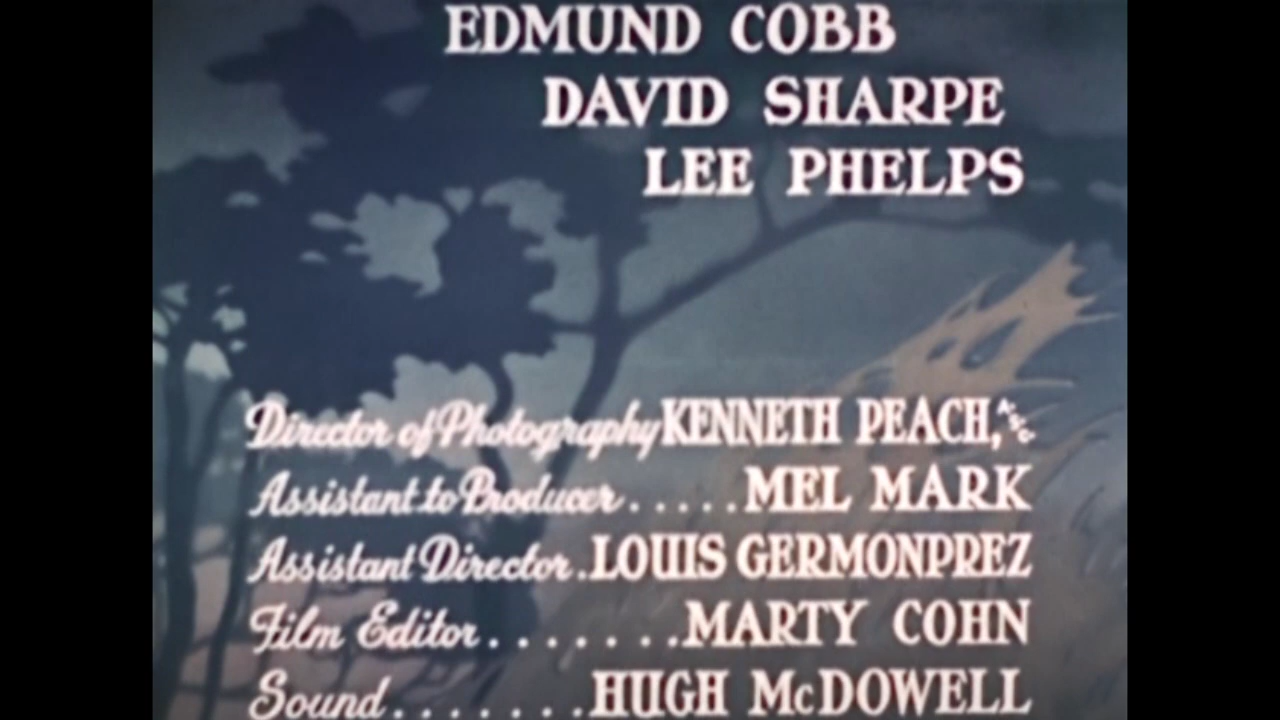 EDMUND COBB
DAVID SHARPE
LEE PHELPS
Director of Photography KENNETH PEACH, A.S.C.
Assistant to Producer.....MEL MARK
Assistant Director.LOUIS GERMONPREZ
Film Editor.......MARTY COHN
Sound.......HUGH McDOWELL